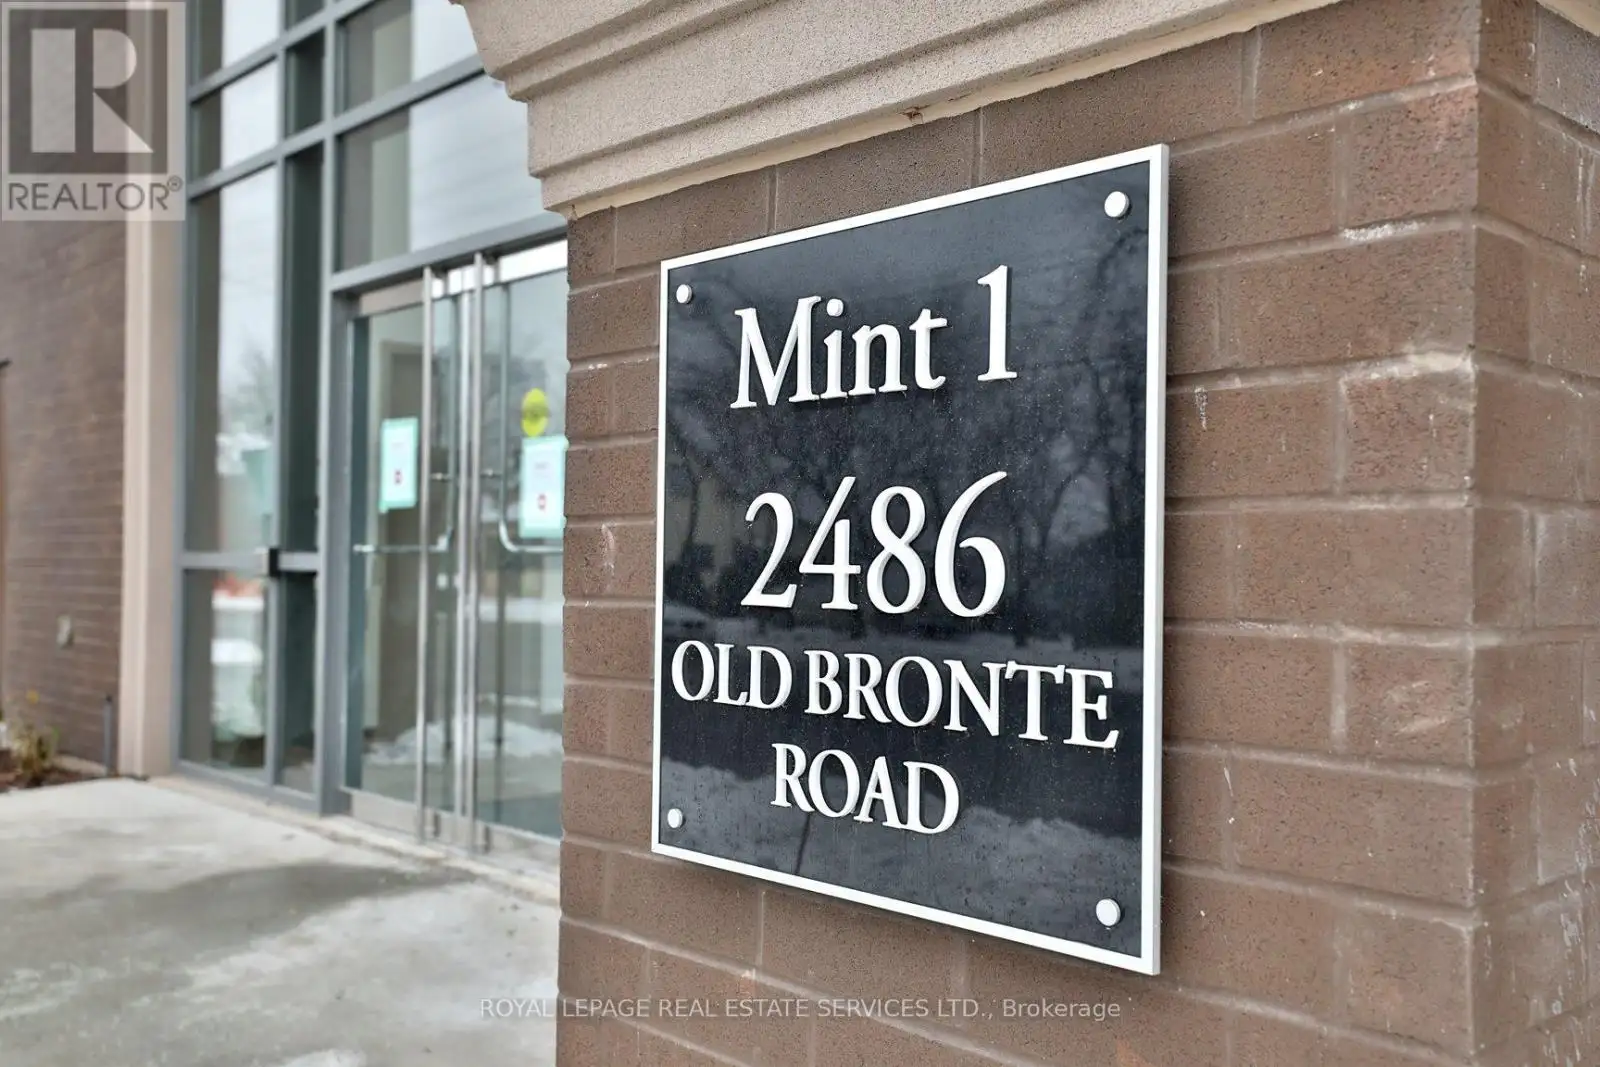 R
REALTOR®
Mint 1
2486
OLD BRONTE
ROAD
ROYAL LEPAGE REAL ESTATE SERVICES LTD., Brokerage